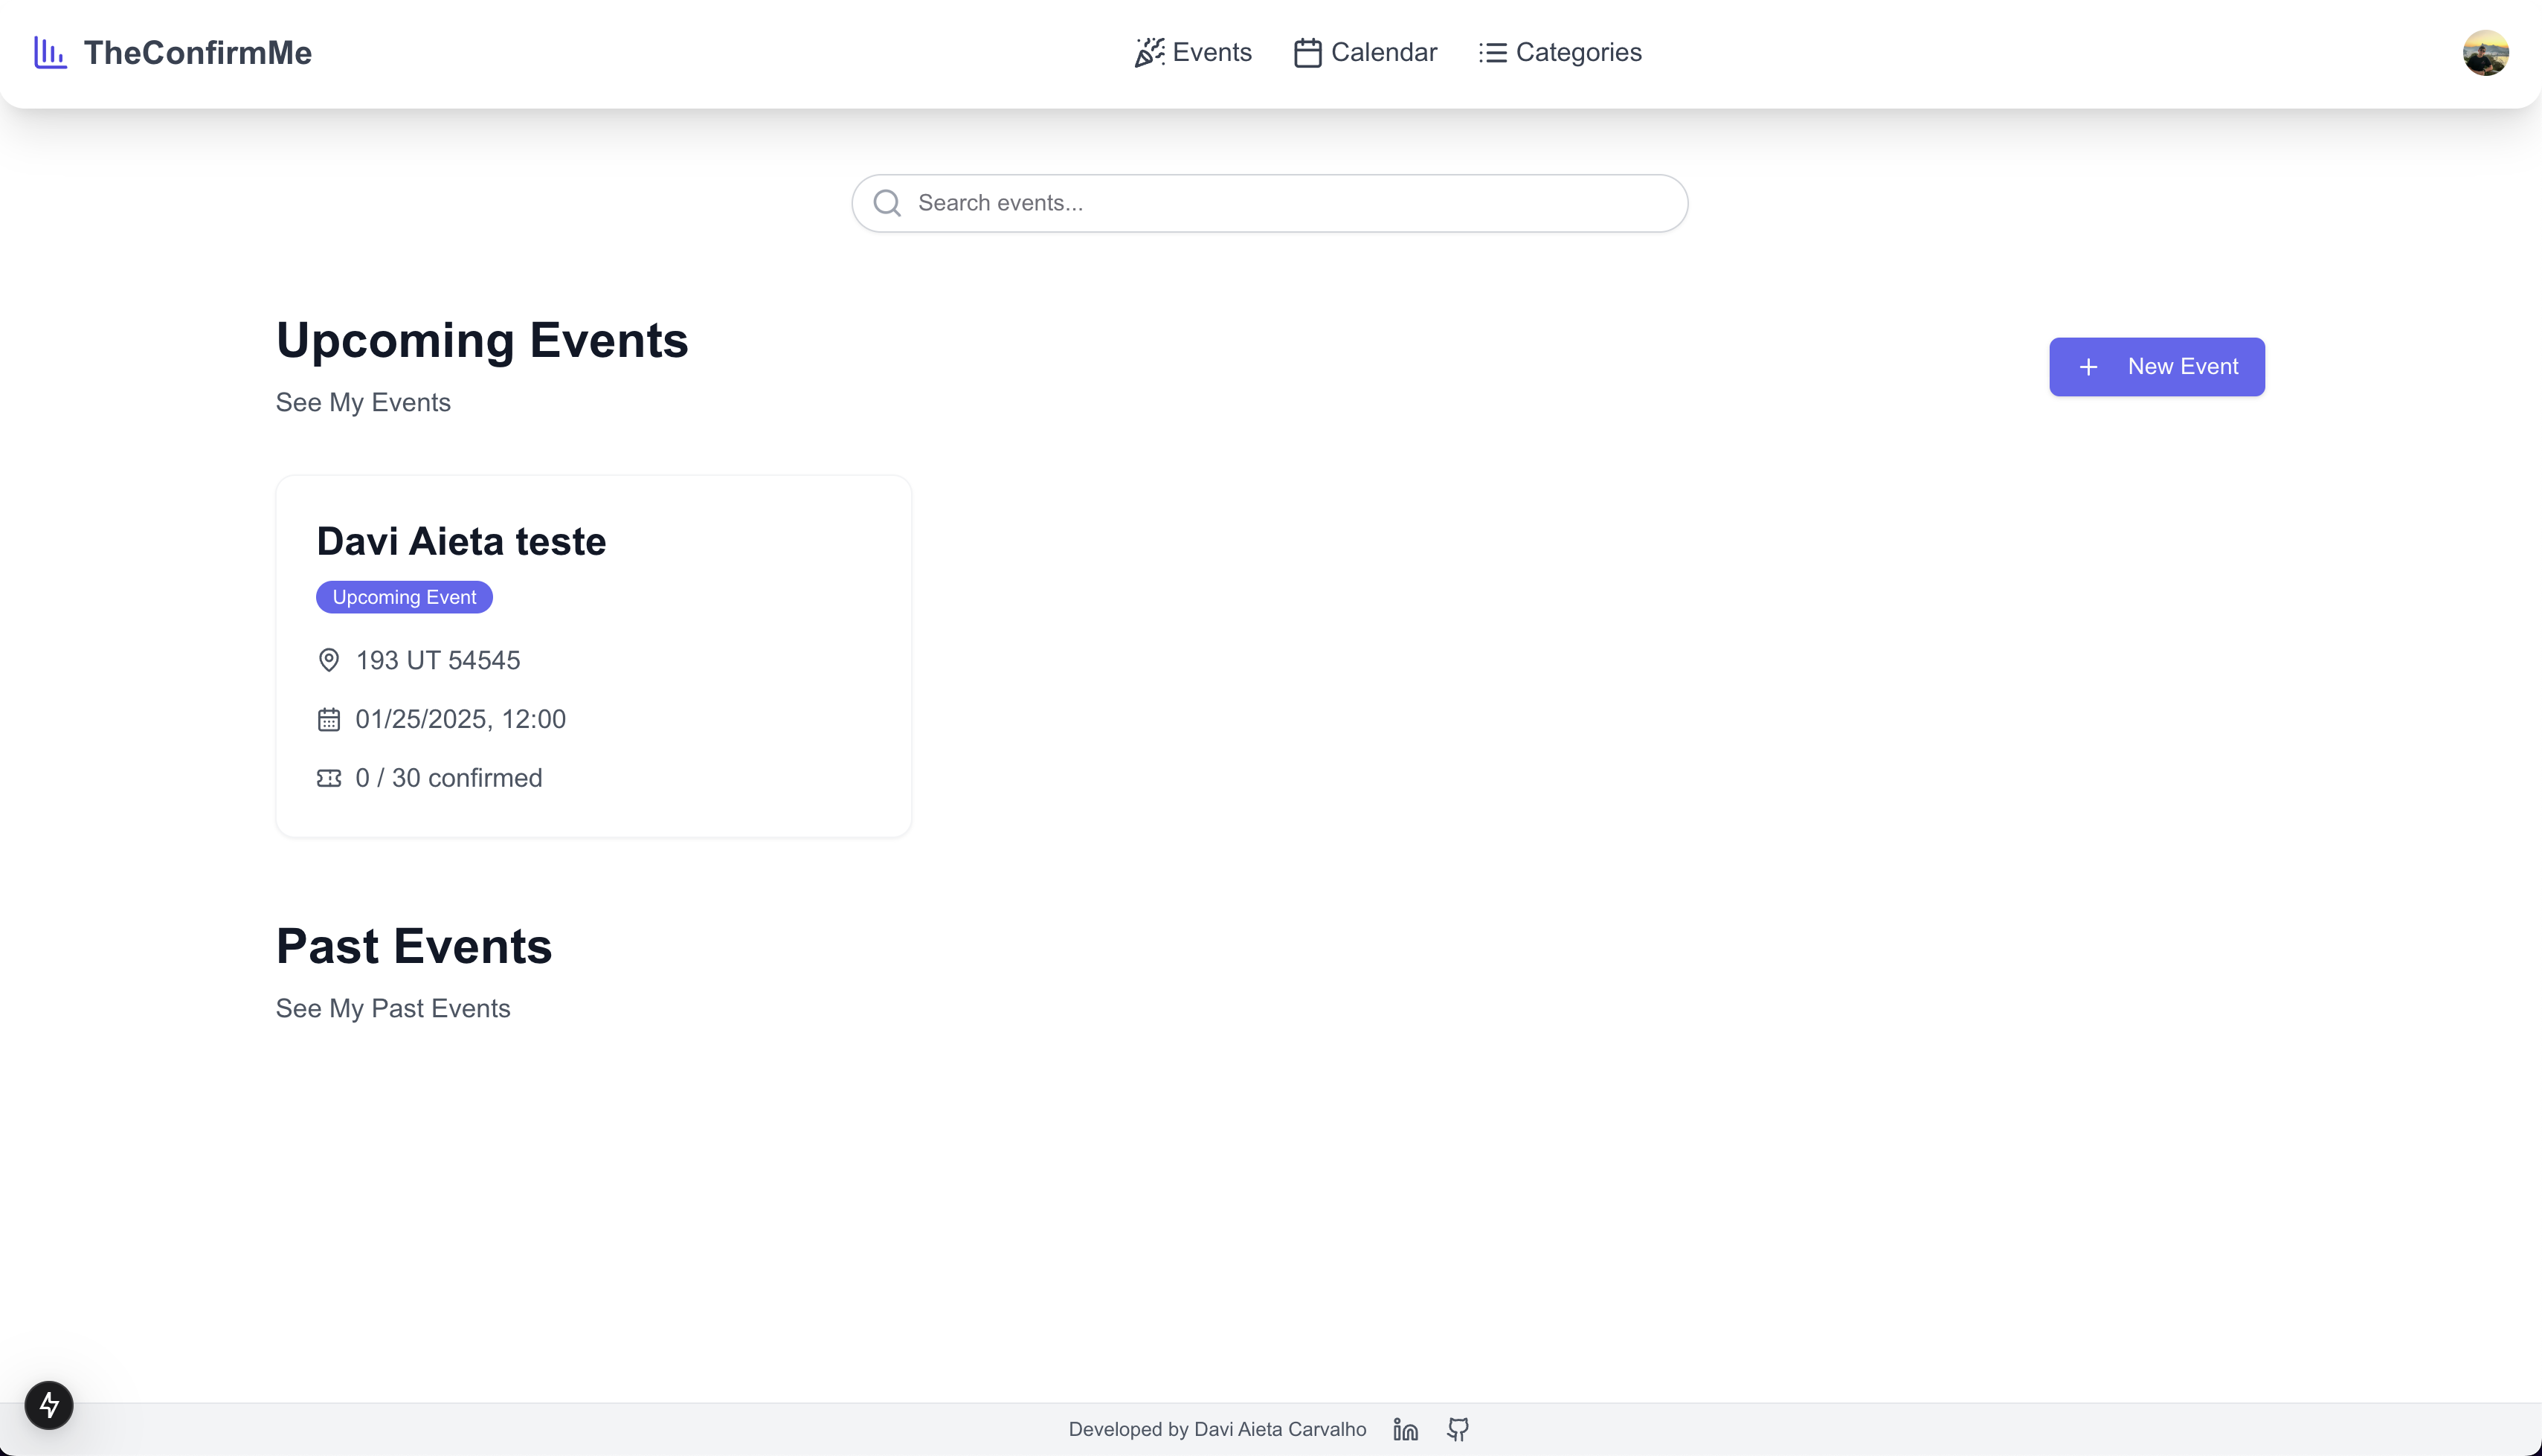 TheConfirmMe
Events
Calendar
Categories
Search events...
Upcoming Events
See My Events
New Event
Davi Aieta teste
Upcoming Event
193 UT 54545
01/25/2025, 12:00
0 / 30 confirmed
Past Events
See My Past Events
Developed by Davi Aieta Carvalho